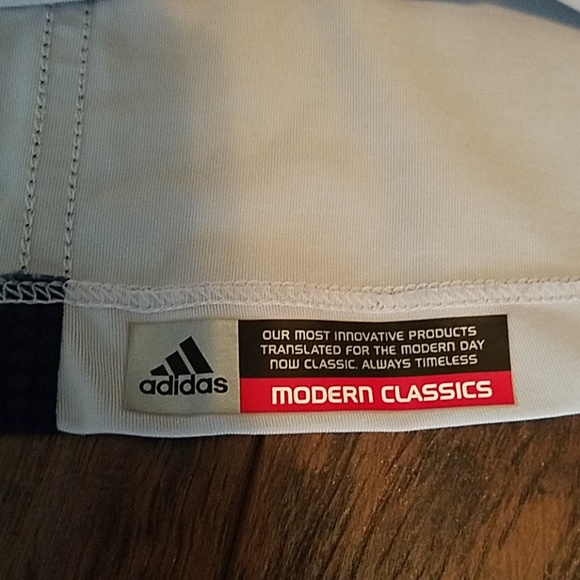 adidas
OUR MOST INNOVATIVE PRODUCTS
TRANSLATED FOR THE MODERN DAY
NOW CLASSIC. ALWAYS TIMELESS
MODERN CLASSICS